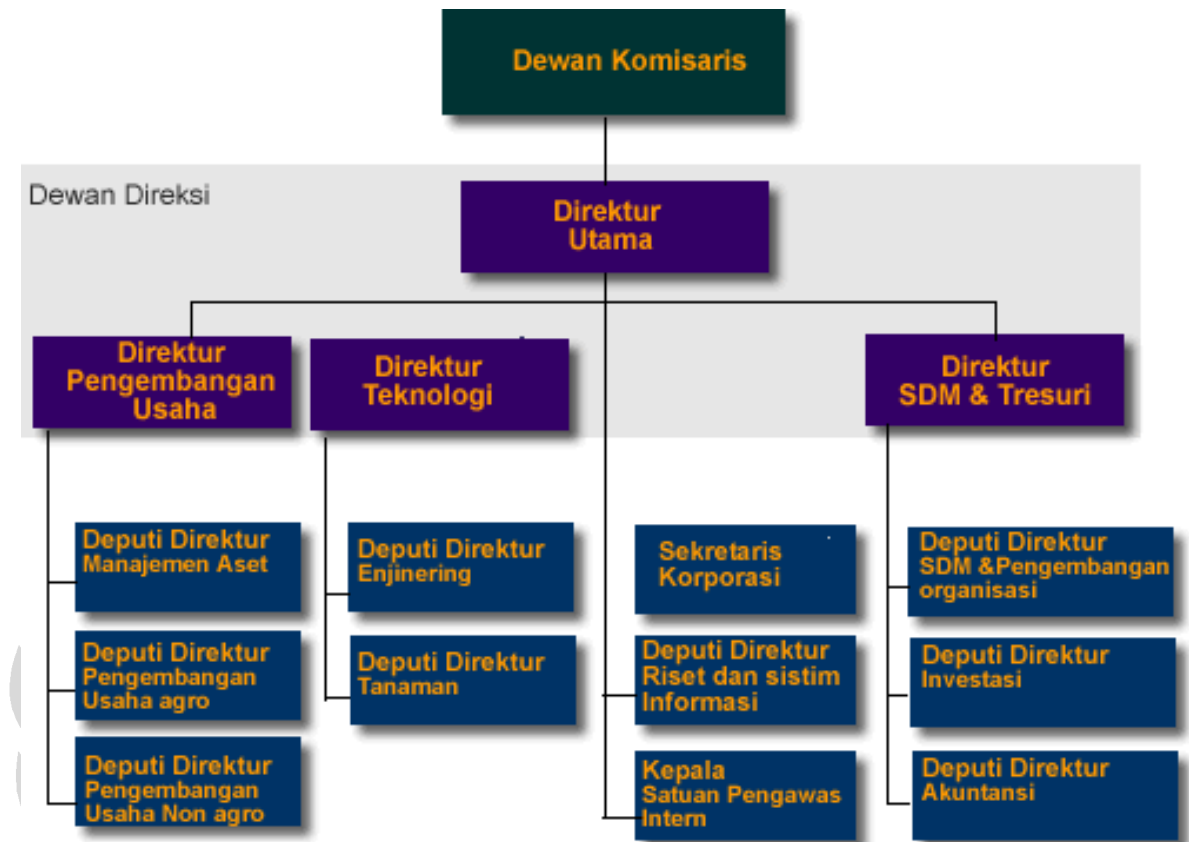 Dewan Komisaris
Dewan Direksi
Direktur
Utama
Direktur
Pengembangan
Usaha
Direktur
Teknologi
Direktur
SDM & Tresuri
Deputi Direktur
Manajemen Aset
Deputi Direktur
Pengembangan
Usaha agro
Deputi Direktur
Pengembangan
Usaha Non agro
Deputi Direktur
Enjinering
Deputi Direktur
Tanaman
Sekretaris
Korporasi
Deputi Direktur
Riset dan sistim
Informasi
Kepala
Satuan Pengawas
Intern
Deputi Direktur
SDM &Pengembangan
organisasi
Deputi Direktur
Investasi
Deputi Direktur
Akuntansi